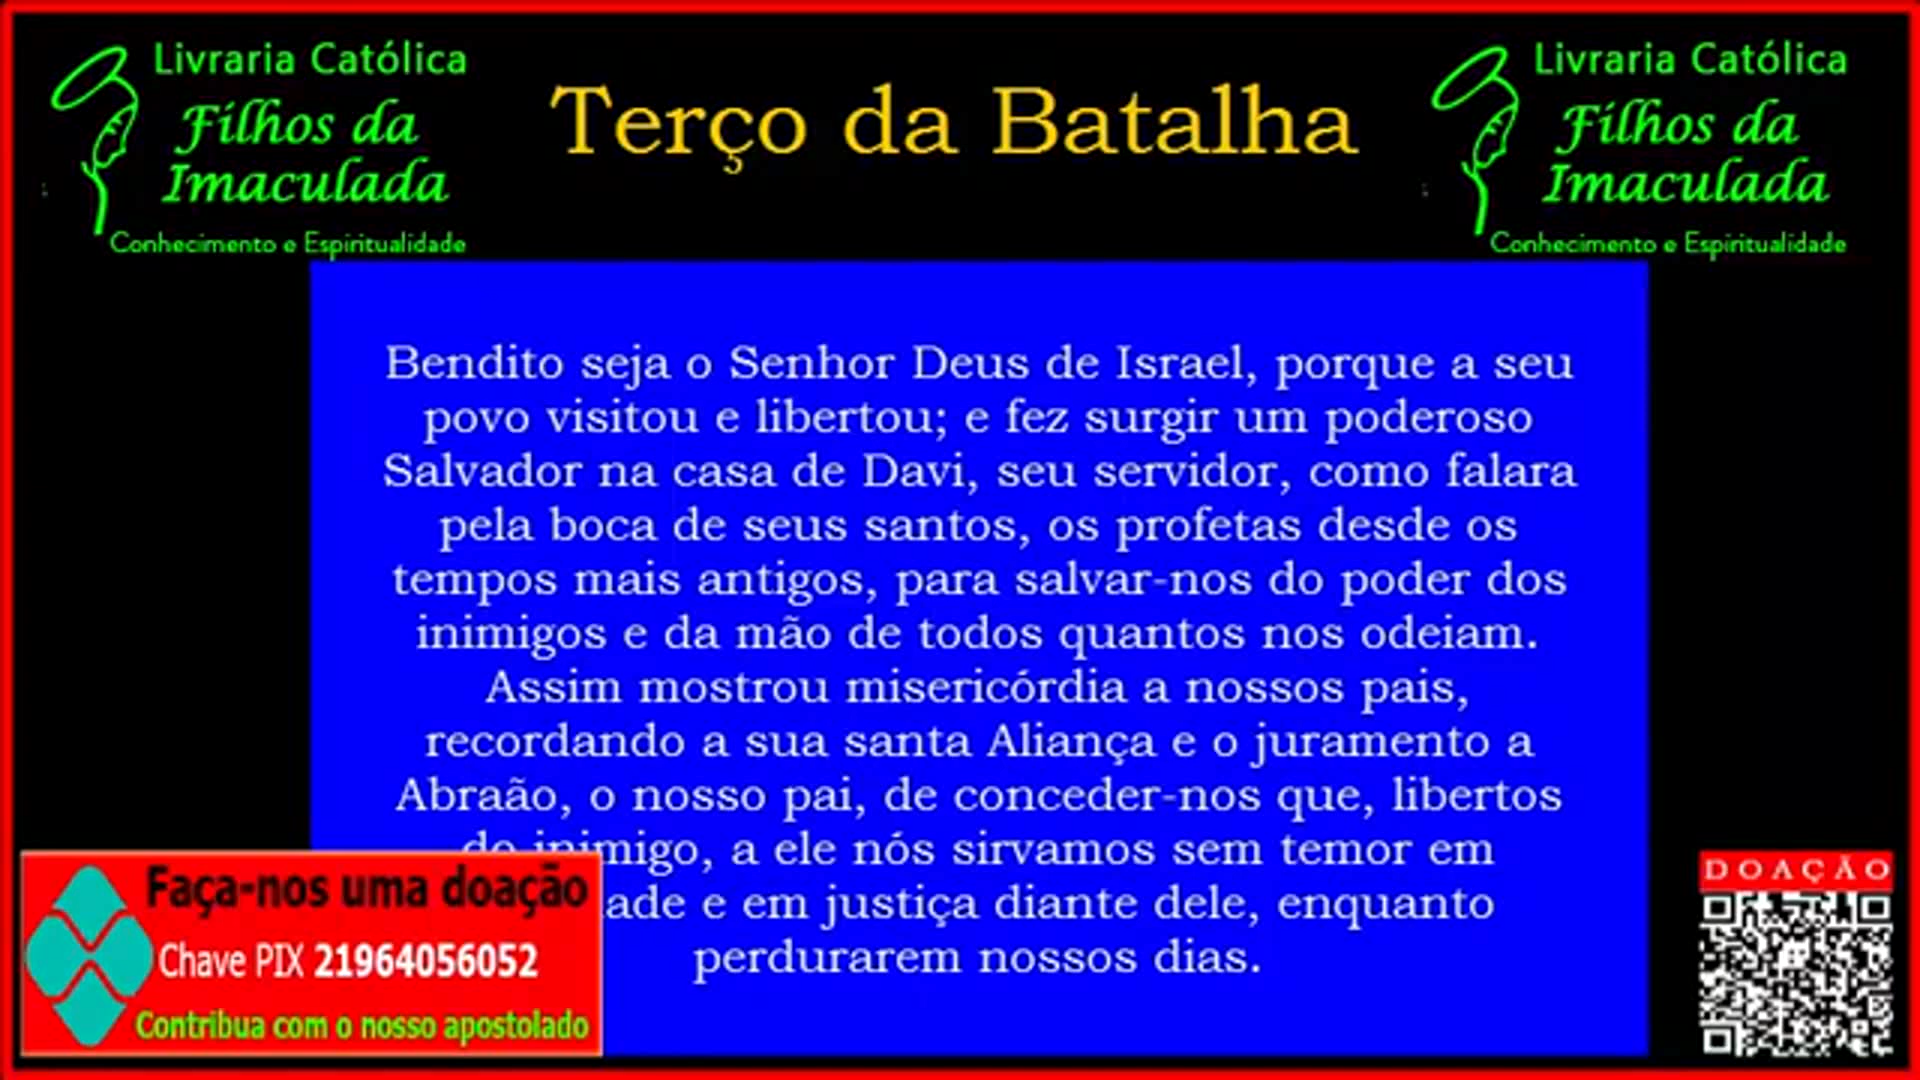 Livraria Católica
Filhos da
Imaculada
Conhecimento e Espiritualidade
Terço da Batalha
Livraria Católica
Filhos da
Imaculada
Conhecimento e Espiritualidade
Bendito seja o Senhor Deus de Israel, porque a seu
povo visitou e libertou; e fez surgir um poderoso
Salvador na casa de Davi, seu servidor, como falara
pela boca de seus santos, os profetas desde os
tempos mais antigos, para salvar-nos do poder dos
inimigos e da mão de todos quantos nos odeiam.
Assim mostrou misericórdia a nossos pais,
recordando a sua santa Aliança e o juramento a
Abraão, o nosso pai, de conceder-nos que, libertos
do inimigo, a ele nós sirvamos sem temor em
e em justiça diante dele, enquanto
perdurarem nossos dias.
Faça-nos uma doação
Chave PIX 21964056052
Contribua com o nosso apostolado
DOAÇÃO